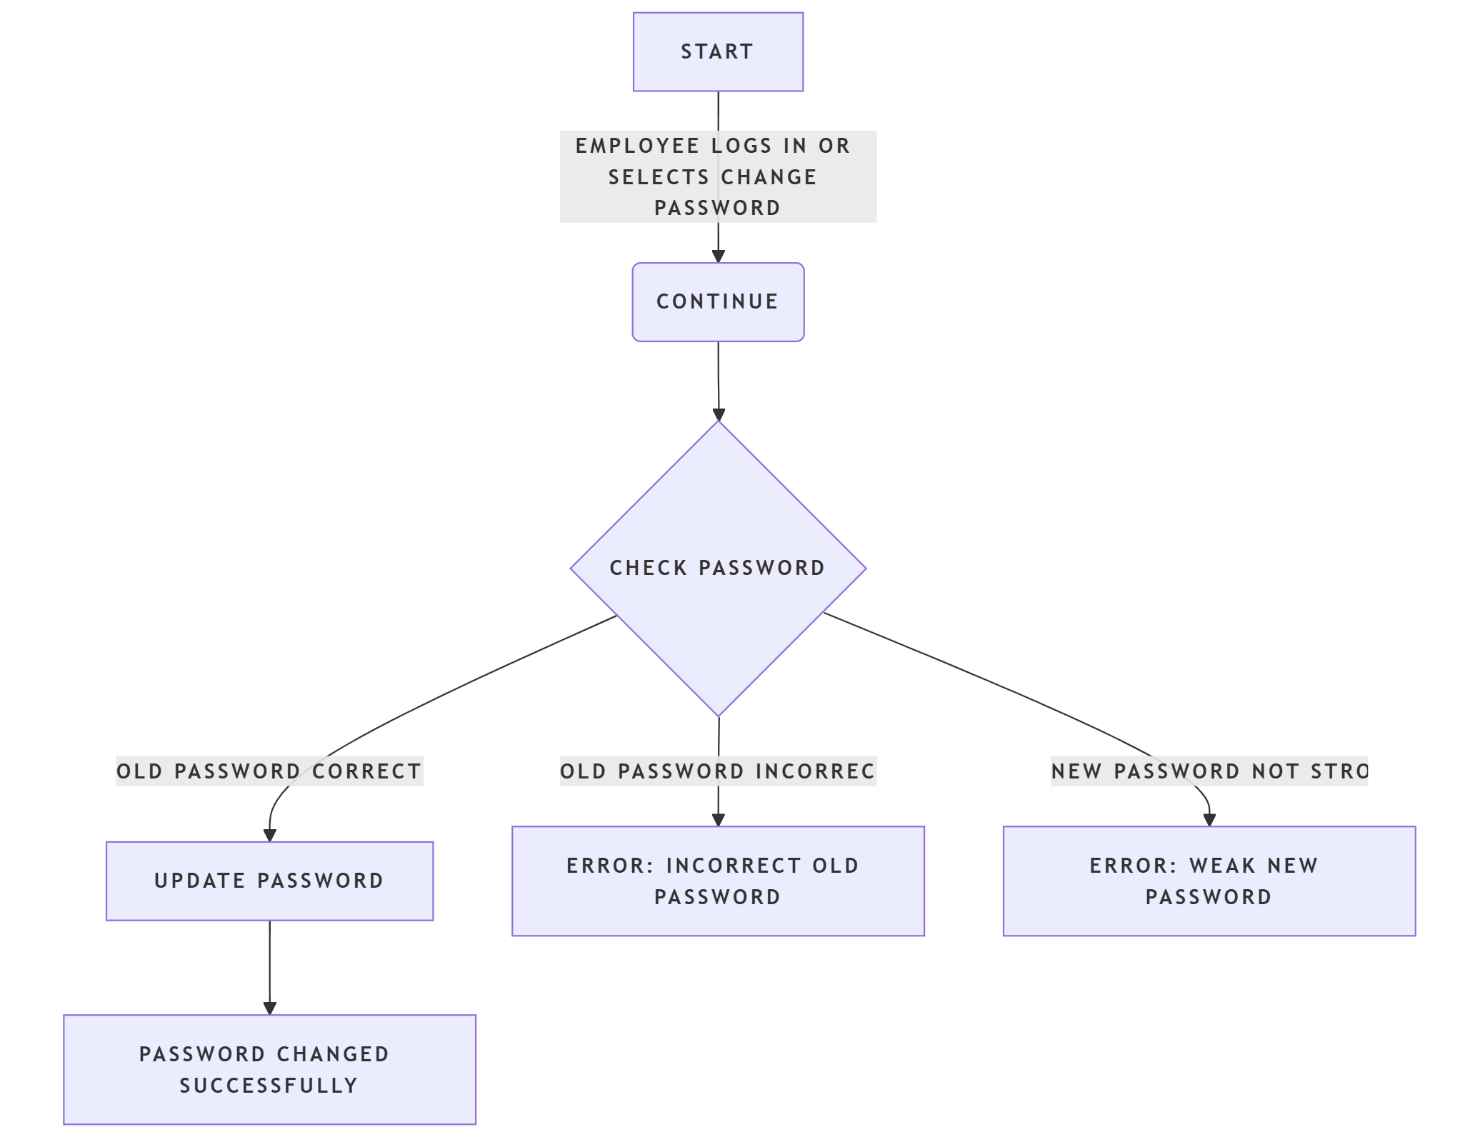 START
EMPLOYEE LOGS IN OR
SELECTS CHANGE
PASSWORD
CONTINUE
CHECK PASSWORD
OLD PASSWORD CORRECT
OLD PASSWORD INCORREC
NEW PASSWORD NOT STRO
UPDATE PASSWORD
ERROR: INCORRECT OLD
PASSWORD
ERROR: WEAK NEW
PASSWORD
PASSWORD CHANGED
SUCCESSFULLY